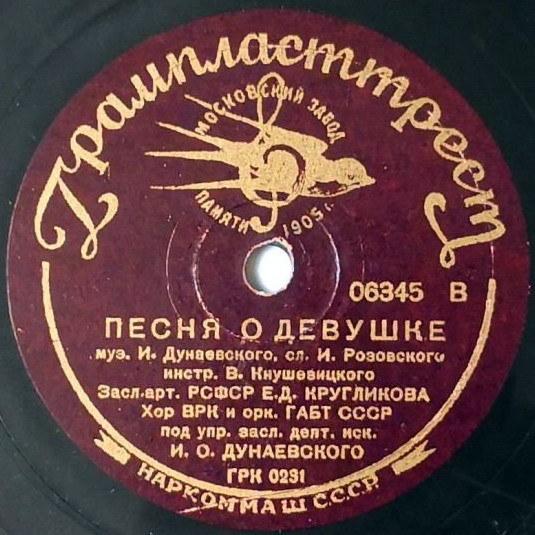 Грампласттрест
МОСКОВСКИЙ ЗАВОД
ПАМЯТИ 1905 г.
06345 В
ПЕСНЯ О ДЕВУШКЕ
муз. И. Дунаевского, сл. И. Розовского
инстр. В. Кнушевицкого
Засл.арт. РСФСР Е.Д. КРУГЛИКОВА
Хор ВРК и орк. ГАБТ СССР
под упр. засл. деят. иск.
И. О. ДУНАЕВСКОГО
ГРК 0231
НАРКОММАШ С.С.С.Р.